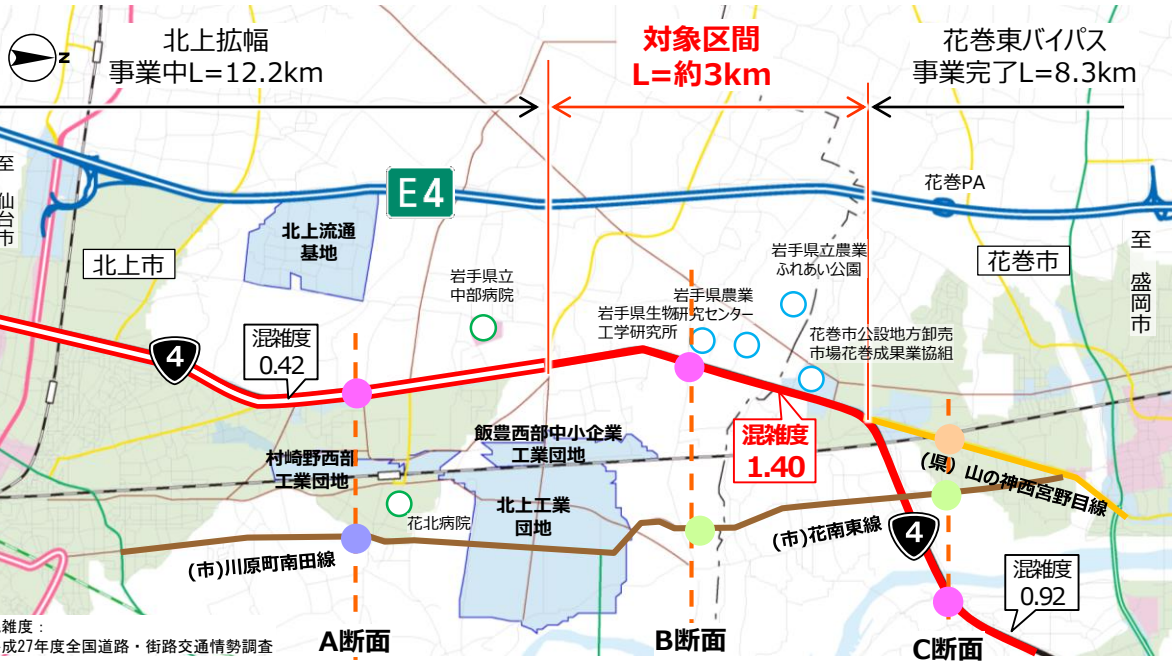 北上拡幅
事業中L=12.2km
対象区間
L=約3km
花巻東バイパス
事業完了L=8.3km
N
至 仙台市
E4
花巻PA
至 盛岡市
北上流通
基地
北上市
花巻市
岩手県立
中部病院
岩手県立農業
ふれあい公園
岩手県農業
研究センター
岩手県生物
工学研究所
花巻市公設地方卸売
市場花巻成果業協組
4
混雑度
0.42
混雑度
1.40
飯豊西部中小企業
工業団地
村崎野西部
工業団地
(県)山の神西宮野目線
花北病院
北上工業
団地
(市)花南東線
4
(市)川原町南田線
混雑度
0.92
雑度:
成27年度全国道路・街路交通情勢調査
A断面
B断面
C断面